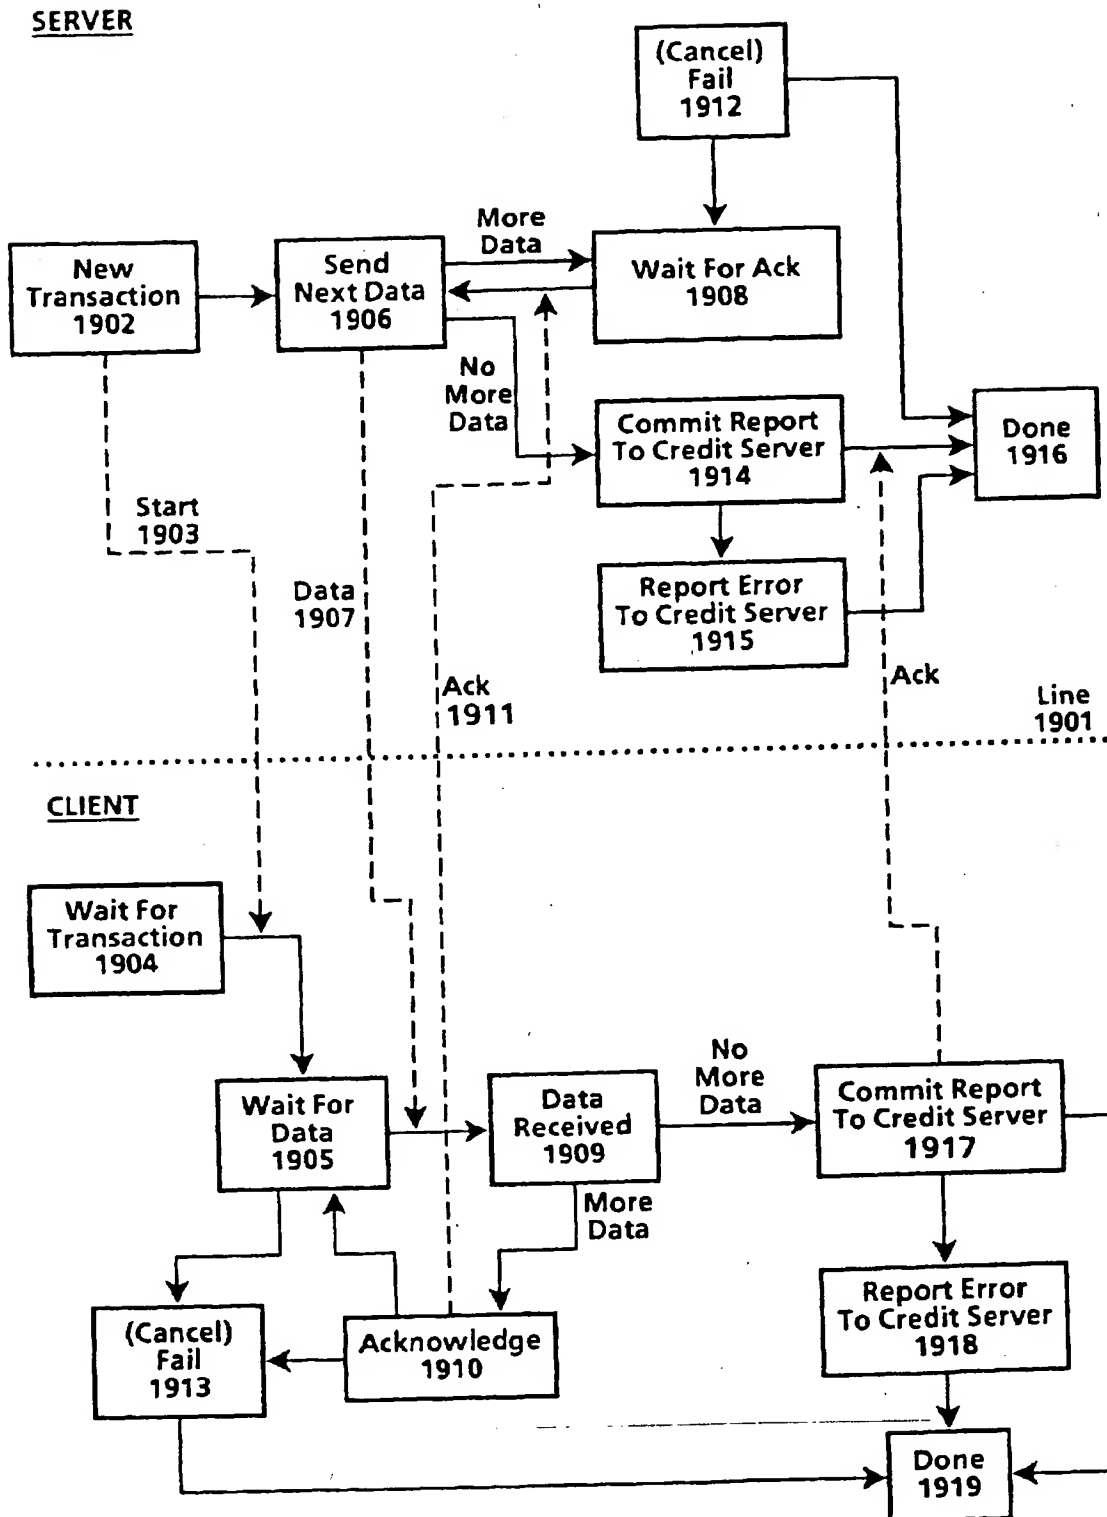 SERVER
(Cancel)
Fail
1912
More
Data
New
Transaction
1902
Send
Next Data
1906
Wait For Ack
1908
No
More
Data
Commit Report
To Credit Server
1914
Done
1916
Start
1903
Data
1907
Report Error
To Credit Server
1915
Ack
1911
Ack
Line
1901
CLIENT
Wait For
Transaction
1904
Wait For
Data
1905
Data
Received
1909
No
More
Data
Commit Report
To Credit Server
1917
More
Data
(Cancel)
Fail
1913
Acknowledge
1910
Report Error
To Credit Server
1918
Done
1919